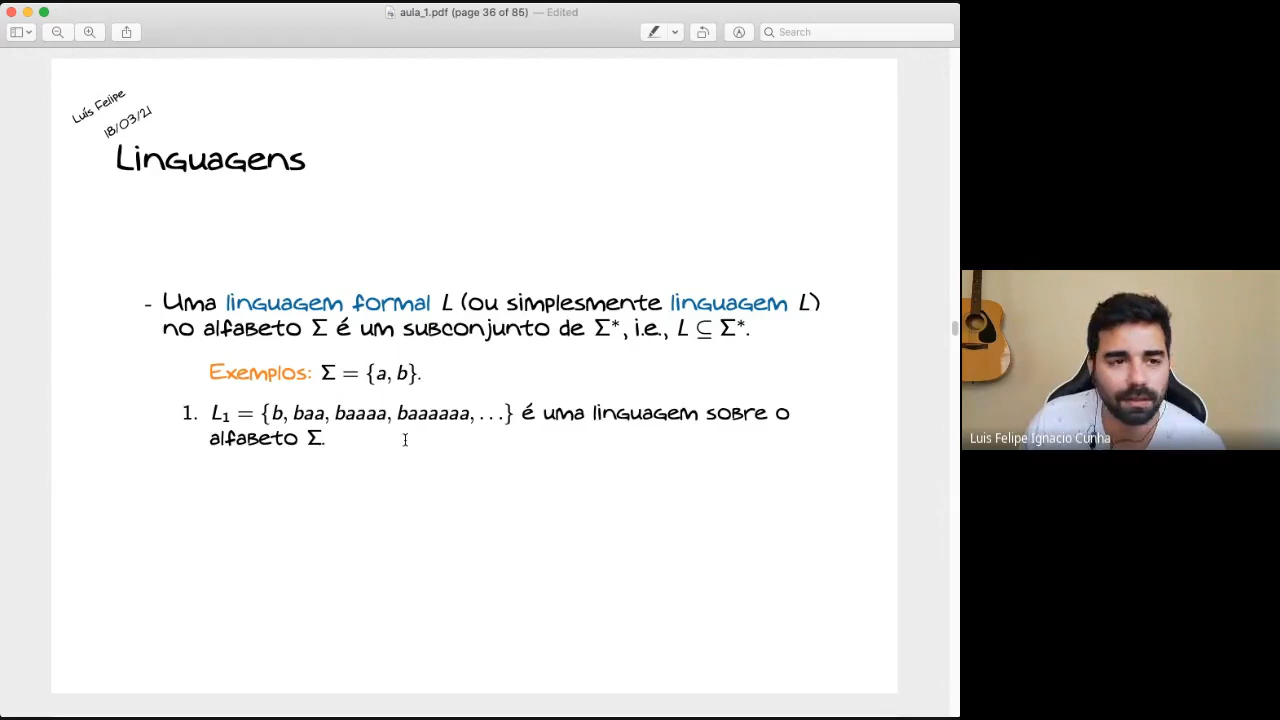 aula_1.pdf (page 36 of 85) — Edited
Search
Luís Felipe
18/03/21
Linguagens
- Uma linguagem formal L (ou simplesmente linguagem L)
no alfabeto Σ é um subconjunto de Σ*, i.e., L ⊆ Σ*.
Exemplos: Σ = {a, b}.
1. L₁ = {b, baa, baaaa, baaaaaa, ...} é uma linguagem sobre o
alfabeto Σ.
Luis Felipe Ignacio Cunha